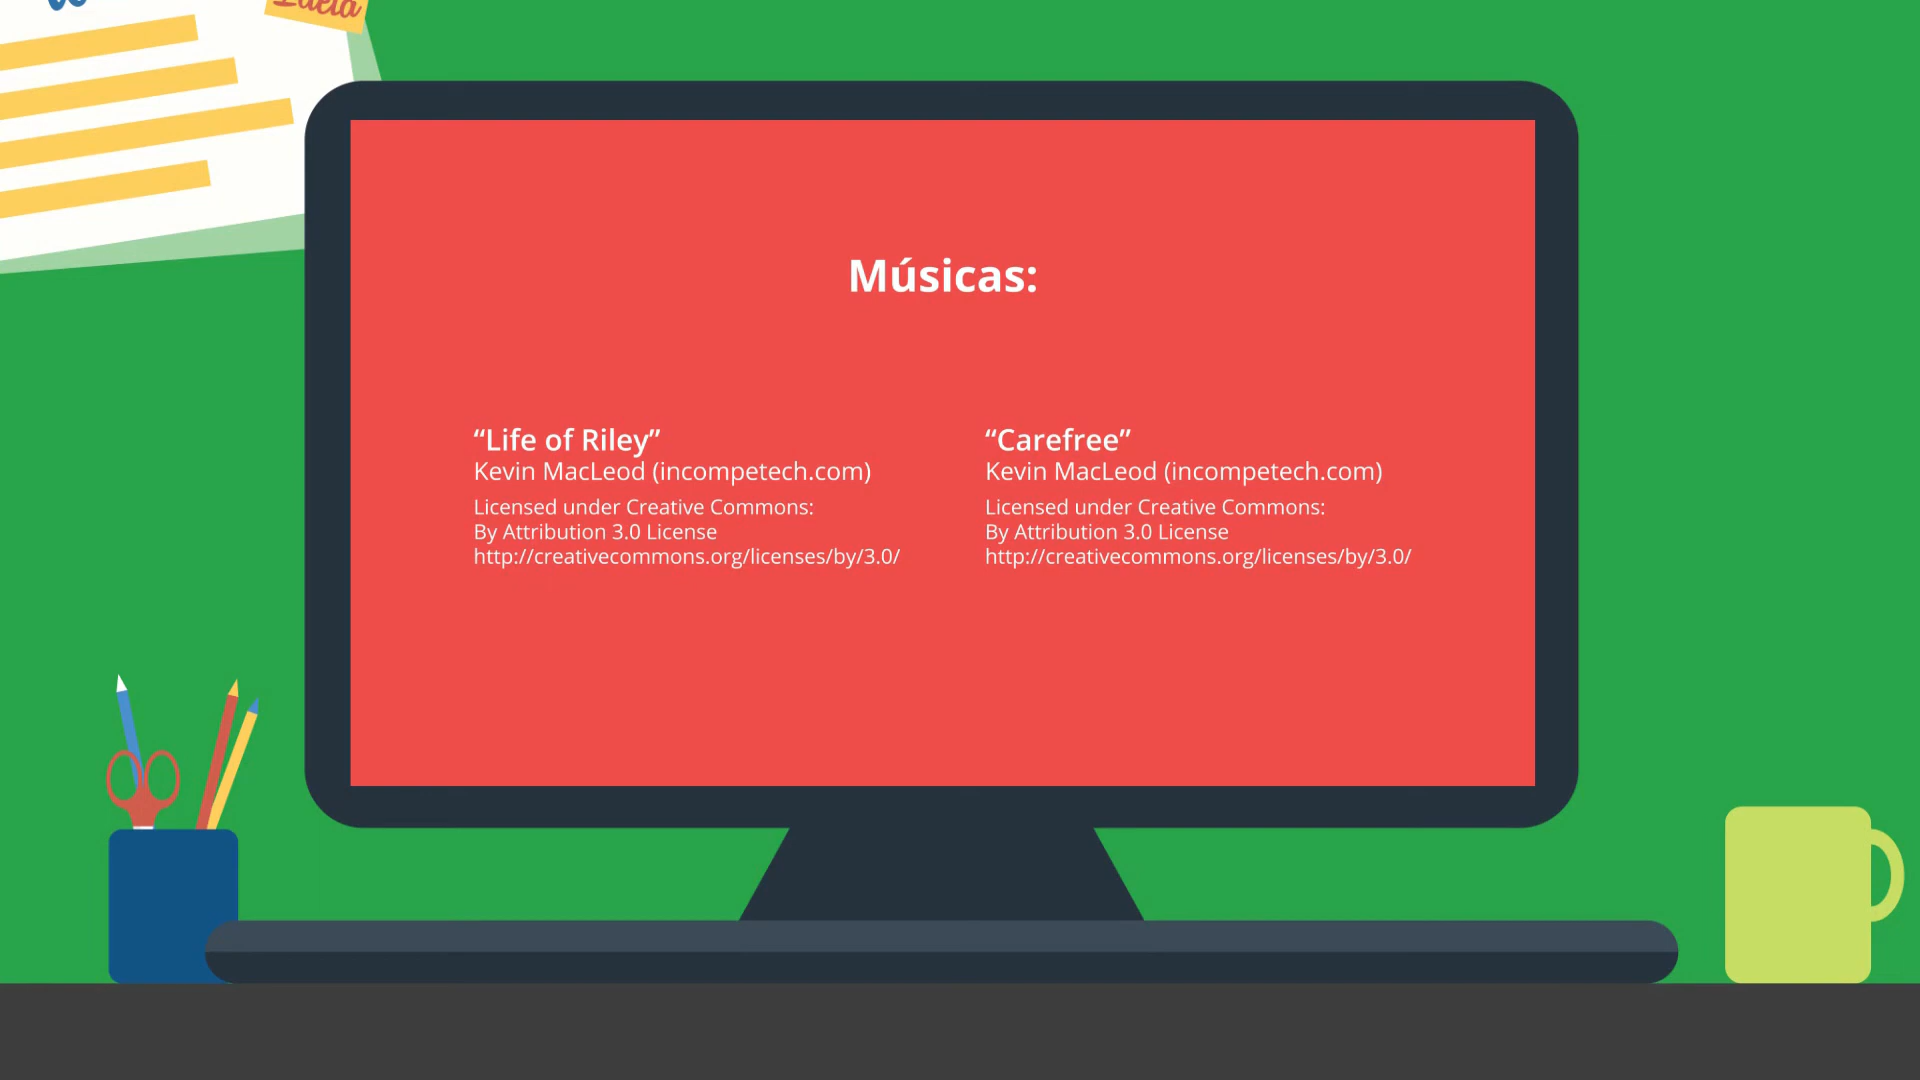 Músicas:
“Life of Riley”
Kevin MacLeod (incompetech.com)
Licensed under Creative Commons:
By Attribution 3.0 License
http://creativecommons.org/licenses/by/3.0/
“Carefree”
Kevin MacLeod (incompetech.com)
Licensed under Creative Commons:
By Attribution 3.0 License
http://creativecommons.org/licenses/by/3.0/